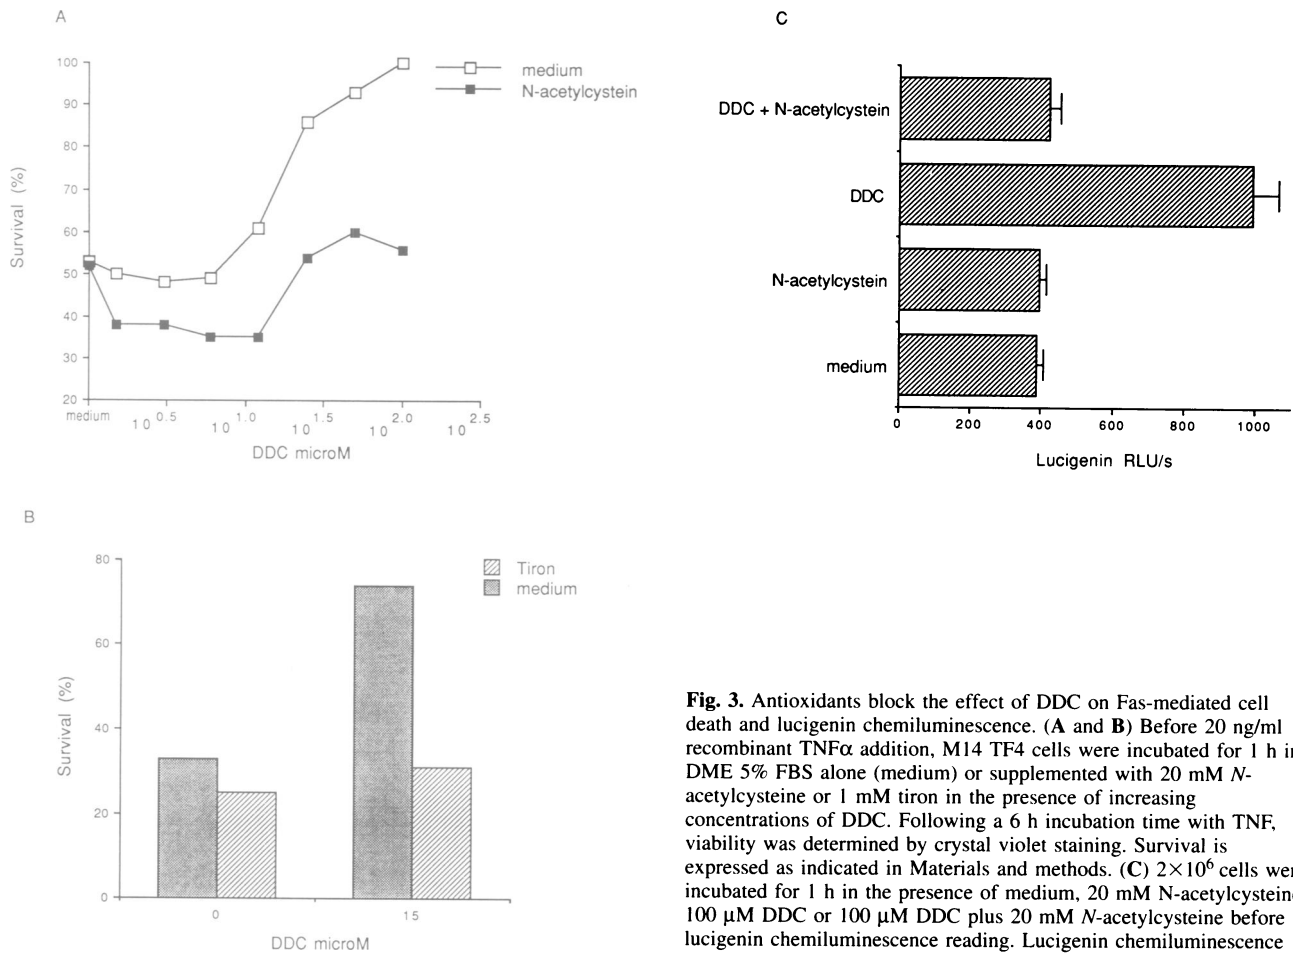 A
100
90
80
70
60
50
40
30
20
Survival (%)
medium
N-acetylcystein
medium
10 0.5
10 1.0
10 1.5
10 2.0
10 2.5
DDC microM
C
DDC + N-acetylcystein
DDC
N-acetylcystein
medium
0 200 400 600 800 1000
Lucigenin RLU/s
B
80
60
40
20
0
Survival (%)
Tiron
medium
0 15
DDC microM
Fig. 3. Antioxidants block the effect of DDC on Fas-mediated cell
death and lucigenin chemiluminescence. (A and B) Before 20 ng/ml
recombinant TNFα addition, M14 TF4 cells were incubated for 1 h
DME 5% FBS alone (medium) or supplemented with 20 mM N-
acetylcysteine or 1 mM tiron in the presence of increasing
concentrations of DDC. Following a 6 h incubation time with TNF,
viability was determined by crystal violet staining. Survival is
expressed as indicated in Materials and methods. (C) 2×10⁶ cells
incubated for 1 h in the presence of medium, 20 mM N-acetylcystein
100 μM DDC or 100 μM DDC plus 20 mM N-acetylcysteine before
lucigenin chemiluminescence reading. Lucigenin chemiluminescence